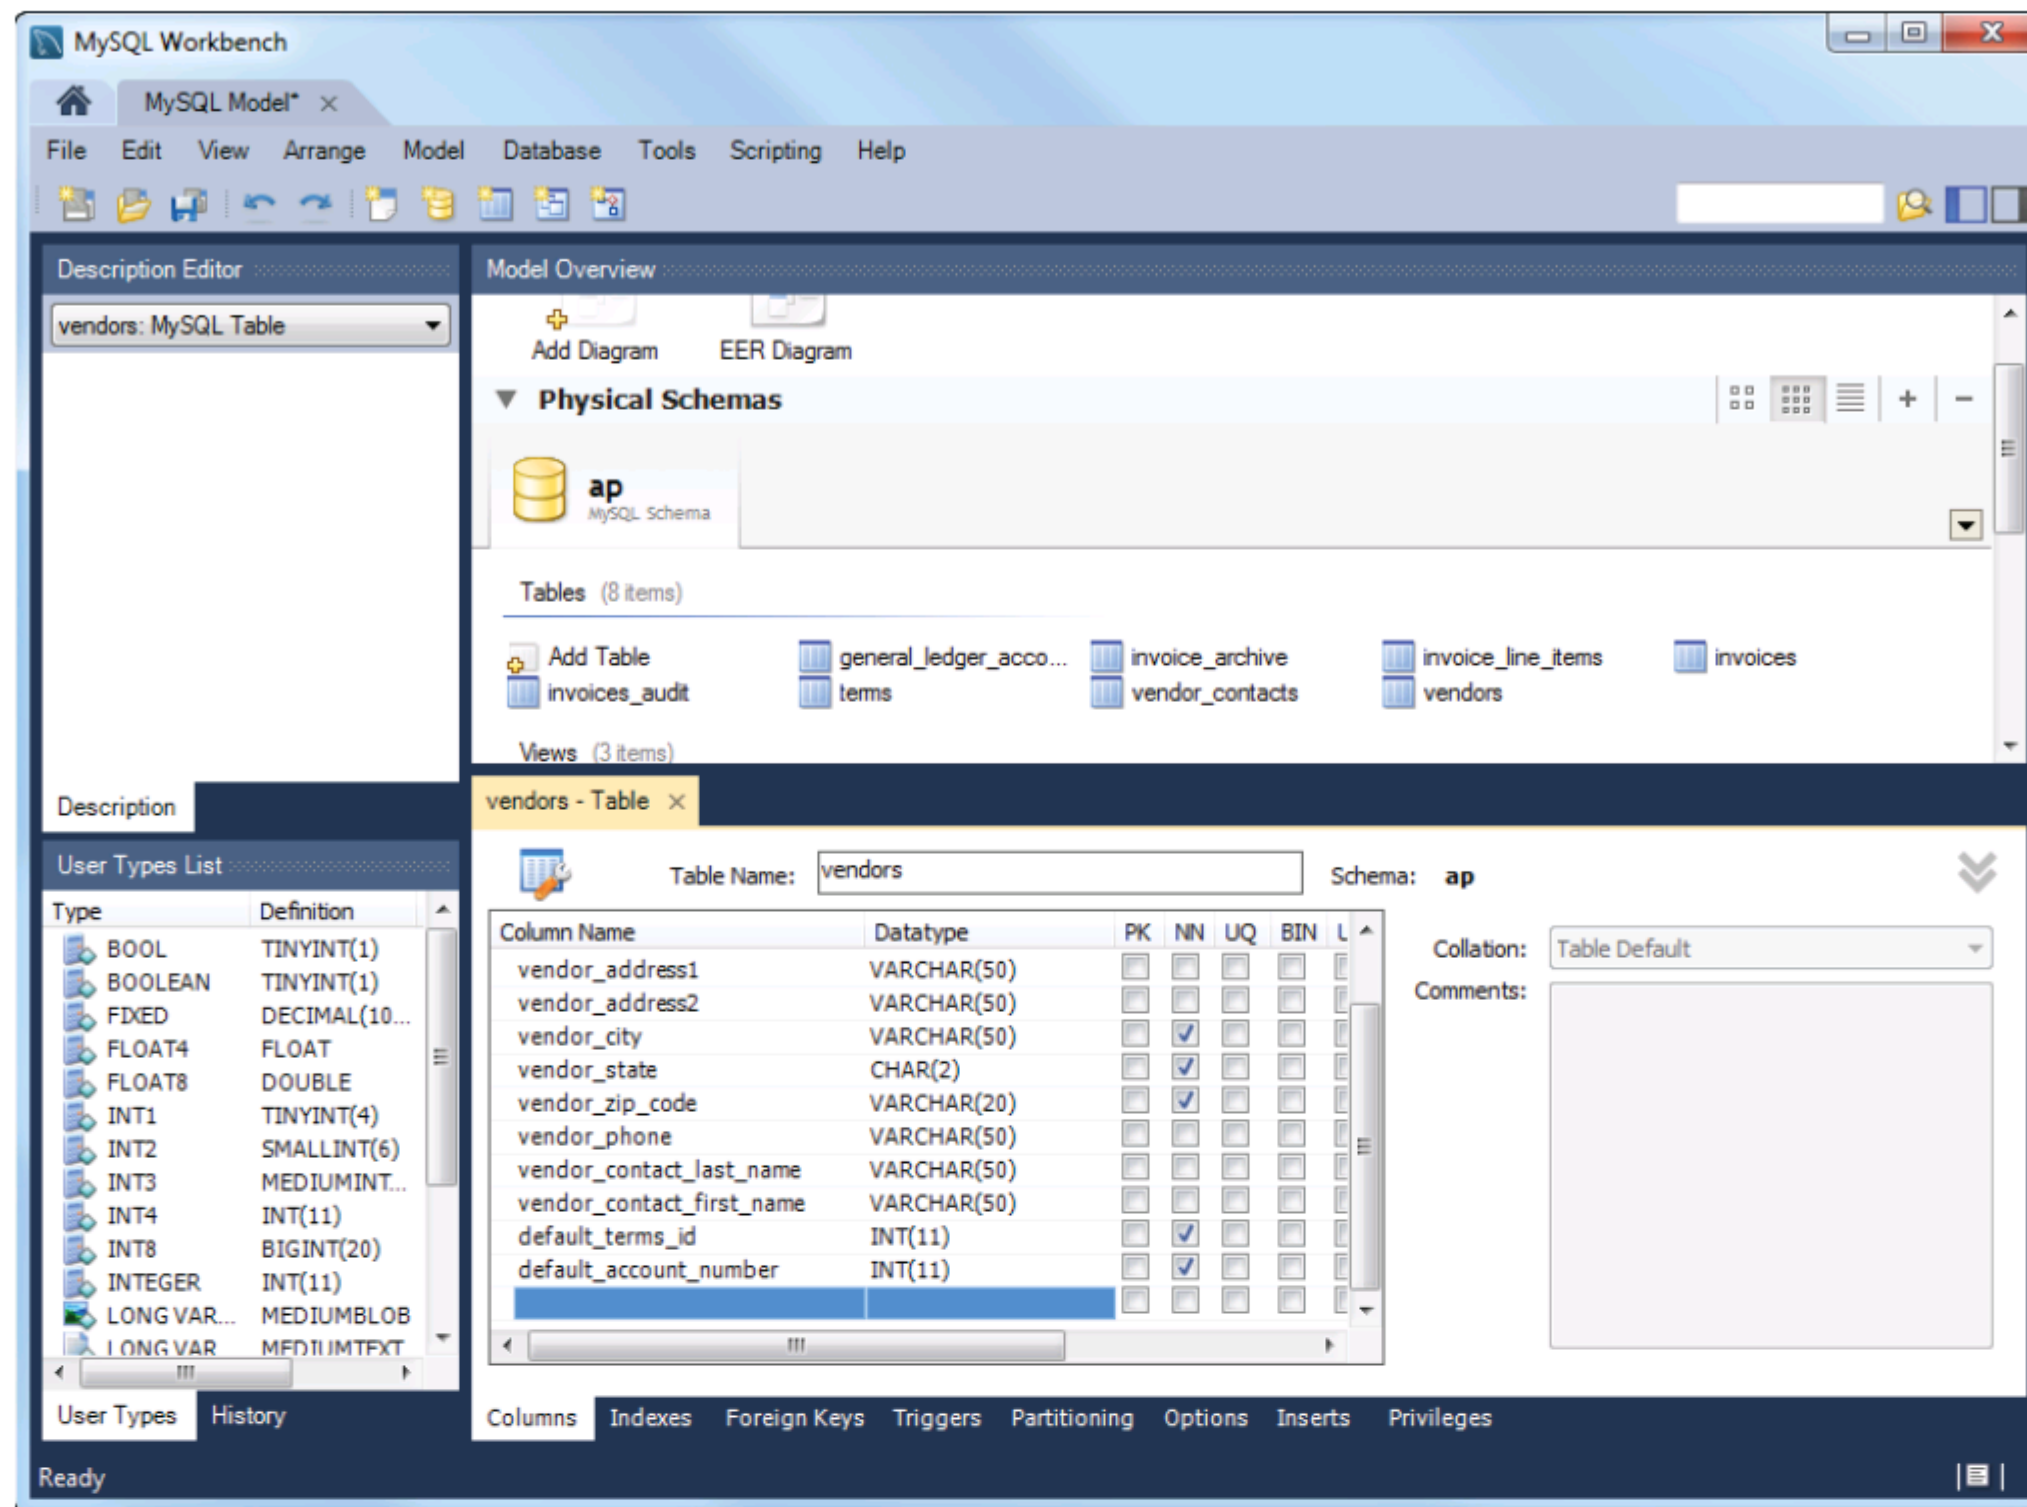 MySQL Workbench
MySQL Model* ×
File Edit View Arrange Model Database Tools Scripting Help
Description Editor
vendors: MySQL Table
Description
User Types List
Type Definition
BOOL TINYINT(1)
BOOLEAN TINYINT(1)
FIXED DECIMAL(10...
FLOAT4 FLOAT
FLOAT8 DOUBLE
INT1 TINYINT(4)
INT2 SMALLINT(6)
INT3 MEDIUMINT...
INT4 INT(11)
INT8 BIGINT(20)
INTEGER INT(11)
LONG VAR... MEDIUMBLOB
LONG VAR MEDIUMTEXT
User Types History
Model Overview
Add Diagram EER Diagram
Physical Schemas
ap
MySQL Schema
Tables (8 items)
Add Table general_ledger_acco... invoice_archive invoice_line_items invoices
invoices_audit terms vendor_contacts vendors
Views (3 items)
vendors - Table ×
Table Name: vendors Schema: ap
Column Name Datatype PK NN UQ BIN
vendor_address1 VARCHAR(50)
vendor_address2 VARCHAR(50)
vendor_city VARCHAR(50)
vendor_state CHAR(2)
vendor_zip_code VARCHAR(20)
vendor_phone VARCHAR(50)
vendor_contact_last_name VARCHAR(50)
vendor_contact_first_name VARCHAR(50)
default_terms_id INT(11)
default_account_number INT(11)
Collation: Table Default
Comments:
Columns Indexes Foreign Keys Triggers Partitioning Options Inserts Privileges
Ready